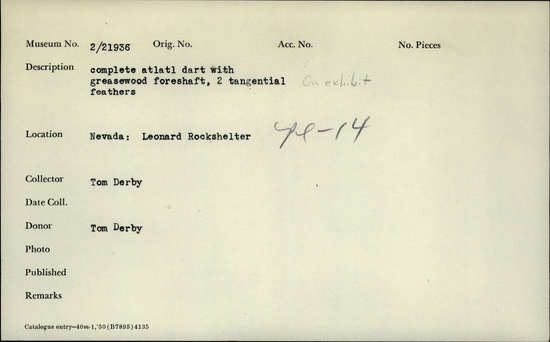 Museum No. 2/21936 Orig. No. Acc. No. No. Pieces
Description complete atlatl dart with
greasewood foreshaft, 2 tangential On exhibit
feathers
Location Nevada: Leonard Rockshelter -14
Collector Tom Derby
Date Coll.
Donor Tom Derby
Photo
Published
Remarks
Catalogue entry—40m-1,'50 (B7895) 4135